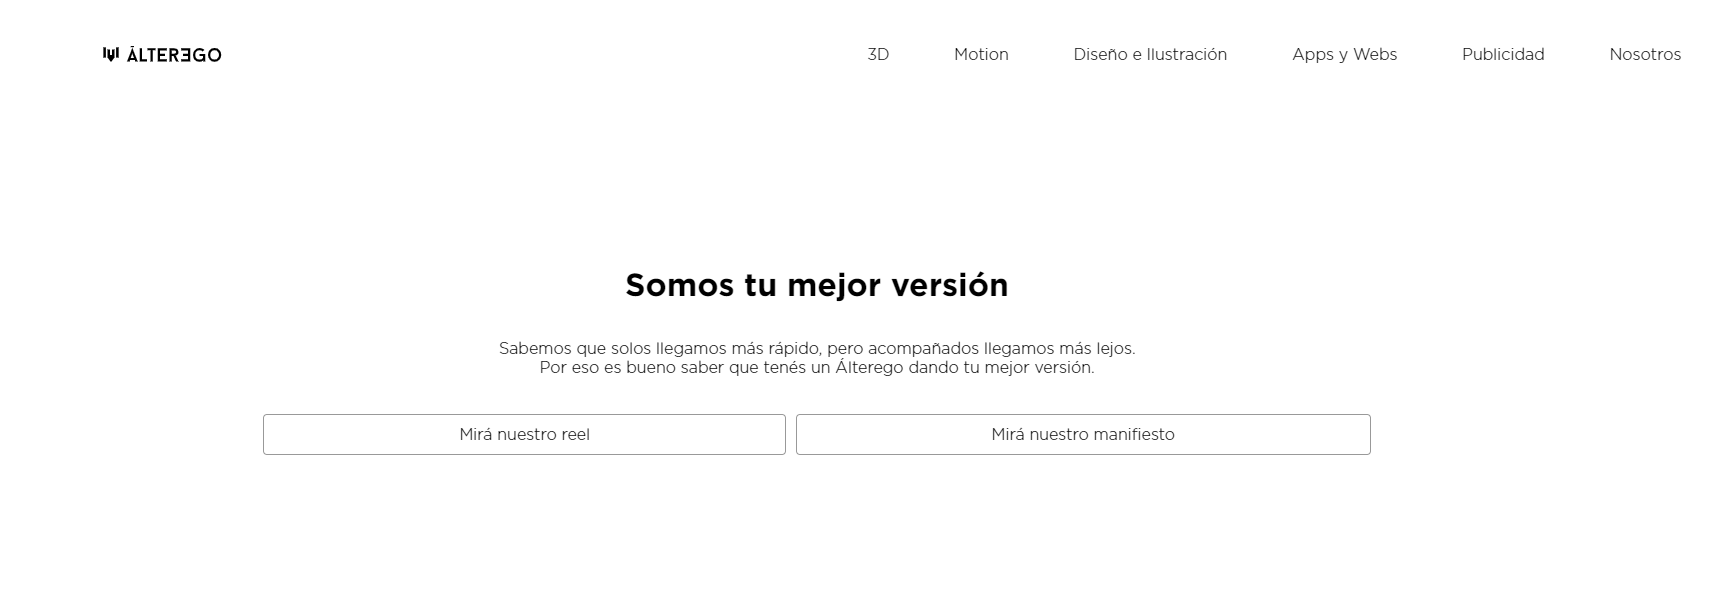 ÁLTEREGO
3D
Motion
Diseño e Ilustración
Apps y Webs
Publicidad
Nosotros
Somos tu mejor versión
Sabemos que solos llegamos más rápido, pero acompañados llegamos más lejos.
Por eso es bueno saber que tenés un Álterego dando tu mejor versión.
Mirá nuestro reel
Mirá nuestro manifiesto